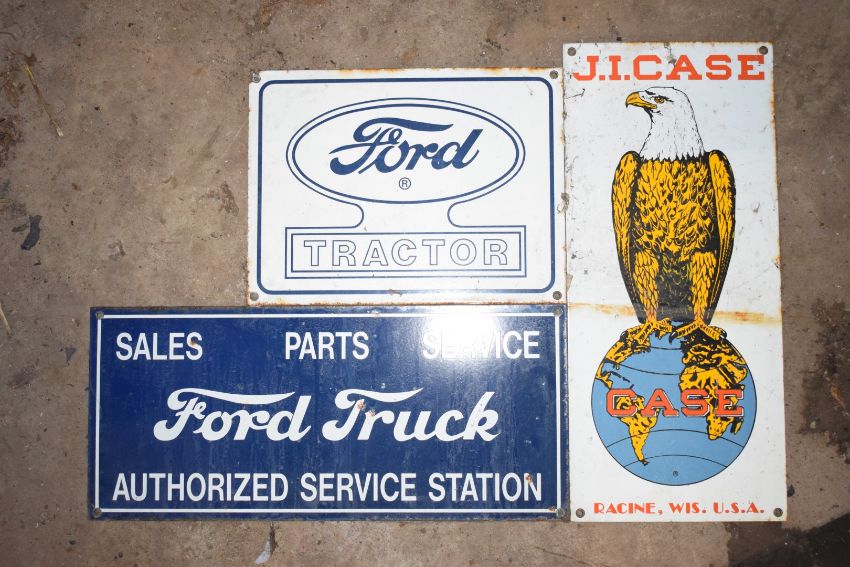 Ford
®
TRACTOR
SALES PARTS SERVICE
Ford Truck
AUTHORIZED SERVICE STATION
J.I.CASE
CASE
®
RACINE, WIS. U.S.A.